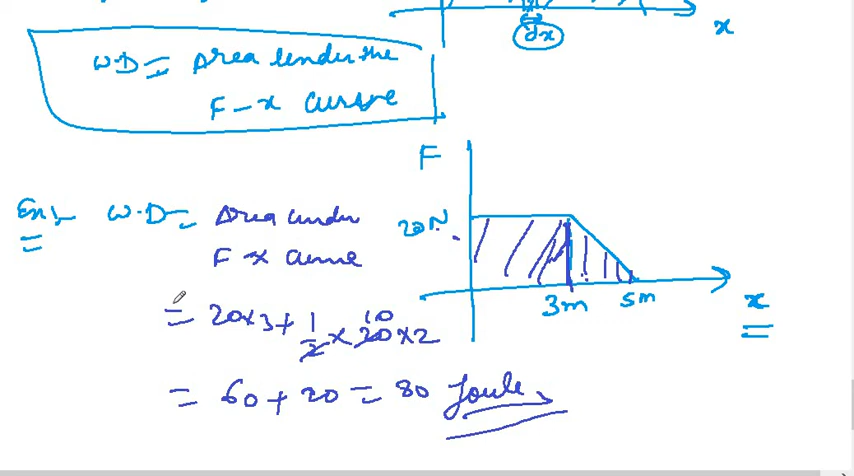 dx
x
W.D = Area under the
F-x curve
F
Ex:- W.D = Area under
20N
F-x curve
3m 5m x
= 20×3 + 1/2 × 20 × 2
10
= 60 + 20 = 80 Joule